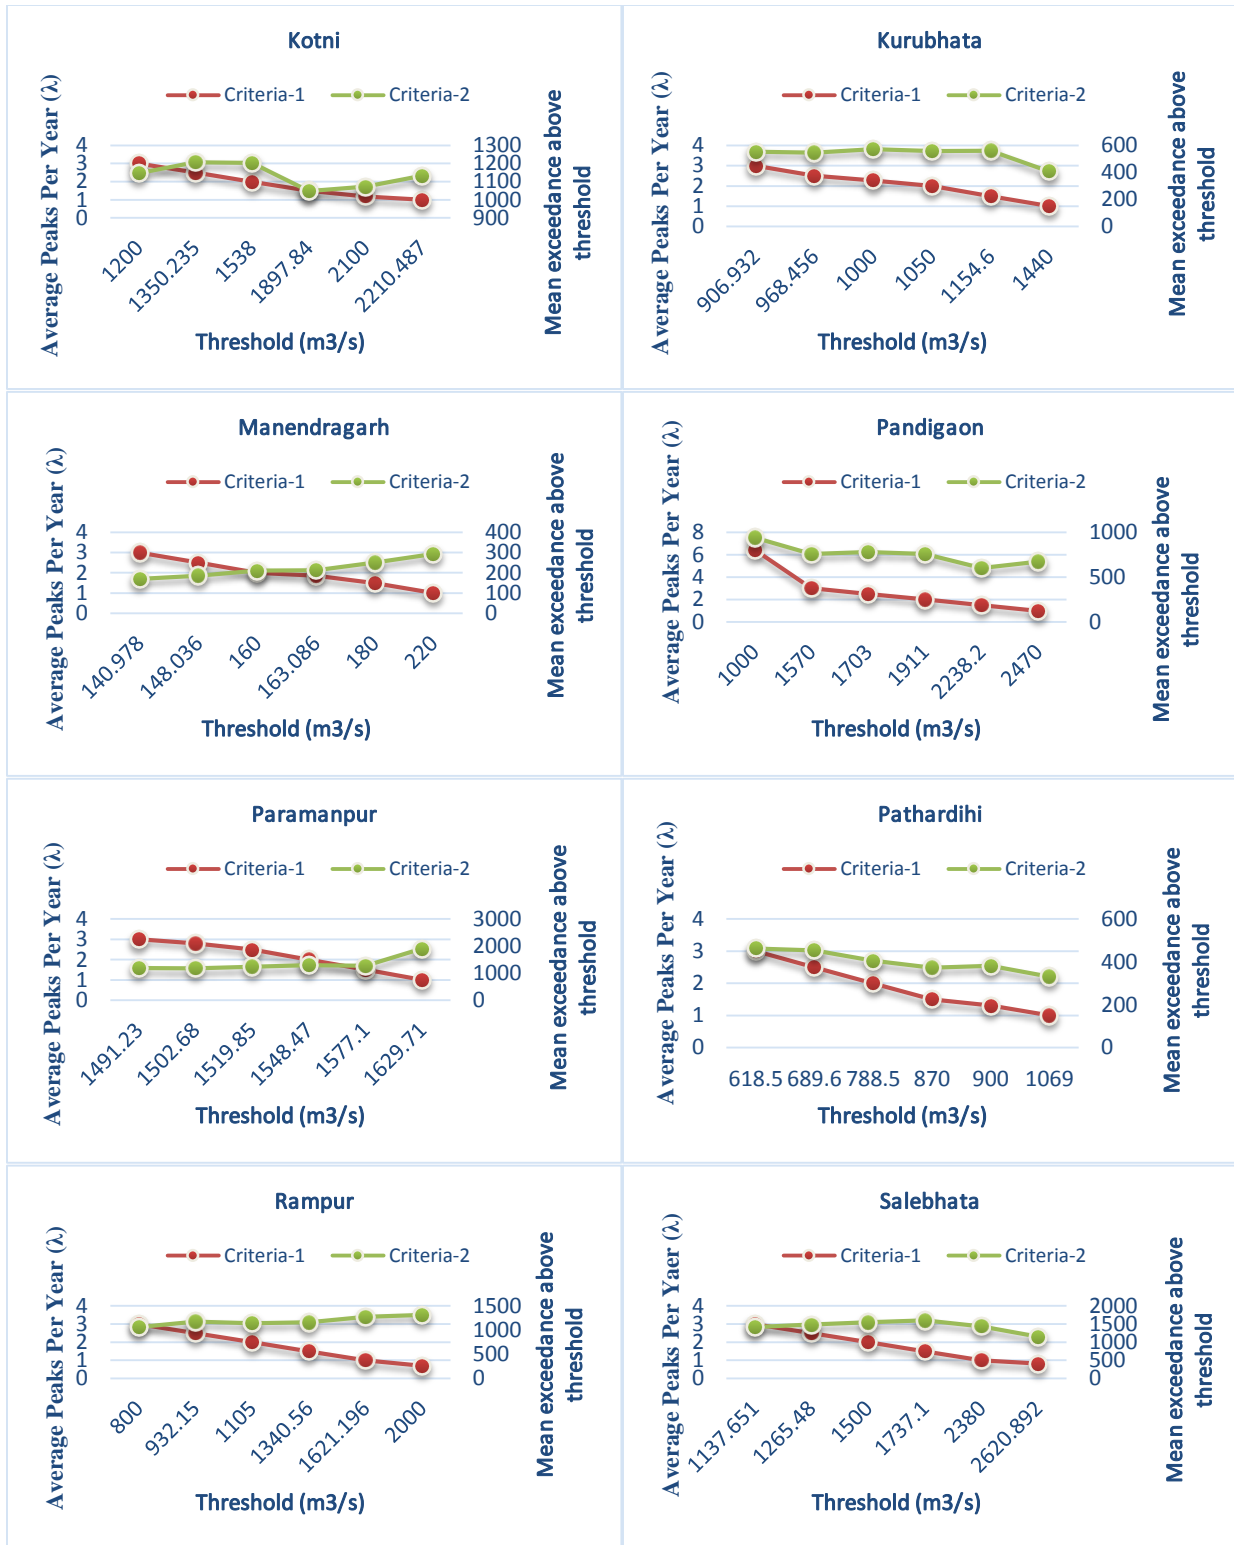 Kotni
Criteria-1
Criteria-2
Average Peaks Per Year (λ)
4
3
2
1
0
1300
1200
1100
1000
900
Mean exceedance above
threshold
1200
1350.235
1538
1897.84
2100
2210.487
Threshold (m3/s)
Kurubhata
Criteria-1
Criteria-2
Average Peaks Per Year (λ)
4
3
2
1
0
600
400
200
0
Mean exceedance above
threshold
906.932
968.456
1000
1050
1154.6
1440
Threshold (m3/s)
Manendragarh
Criteria-1
Criteria-2
Average Peaks Per Year (λ)
4
3
2
1
0
400
300
200
100
0
Mean exceedance above
threshold
140.978
148.036
160
163.086
180
220
Threshold (m3/s)
Pandigaon
Criteria-1
Criteria-2
Average Peaks Per Year (λ)
8
6
4
2
0
1000
500
0
Mean exceedance above
threshold
1000
1570
1703
1911
2238.2
2470
Threshold (m3/s)
Paramanpur
Criteria-1
Criteria-2
Average Peaks Per Year (λ)
4
3
2
1
0
3000
2000
1000
0
Mean exceedance above
threshold
1491.23
1502.68
1519.85
1548.47
1577.1
1629.71
Threshold (m3/s)
Pathardihi
Criteria-1
Criteria-2
Average Peaks Per Year (λ)
4
3
2
1
0
600
400
200
0
Mean exceedance above
threshold
618.5 689.6 788.5 870 900 1069
Threshold (m3/s)
Rampur
Criteria-1
Criteria-2
Average Peaks Per Year (λ)
4
3
2
1
0
1500
1000
500
0
Mean exceedance above
threshold
800
932.15
1105
1340.56
1621.196
2000
Threshold (m3/s)
Salebhata
Criteria-1
Criteria-2
Average Peaks Per Yaer (λ)
4
3
2
1
0
2000
1500
1000
500
0
Mean exceedance above
threshold
1137.651
1265.48
1500
1737.1
2380
2620.892
Threshold (m3/s)